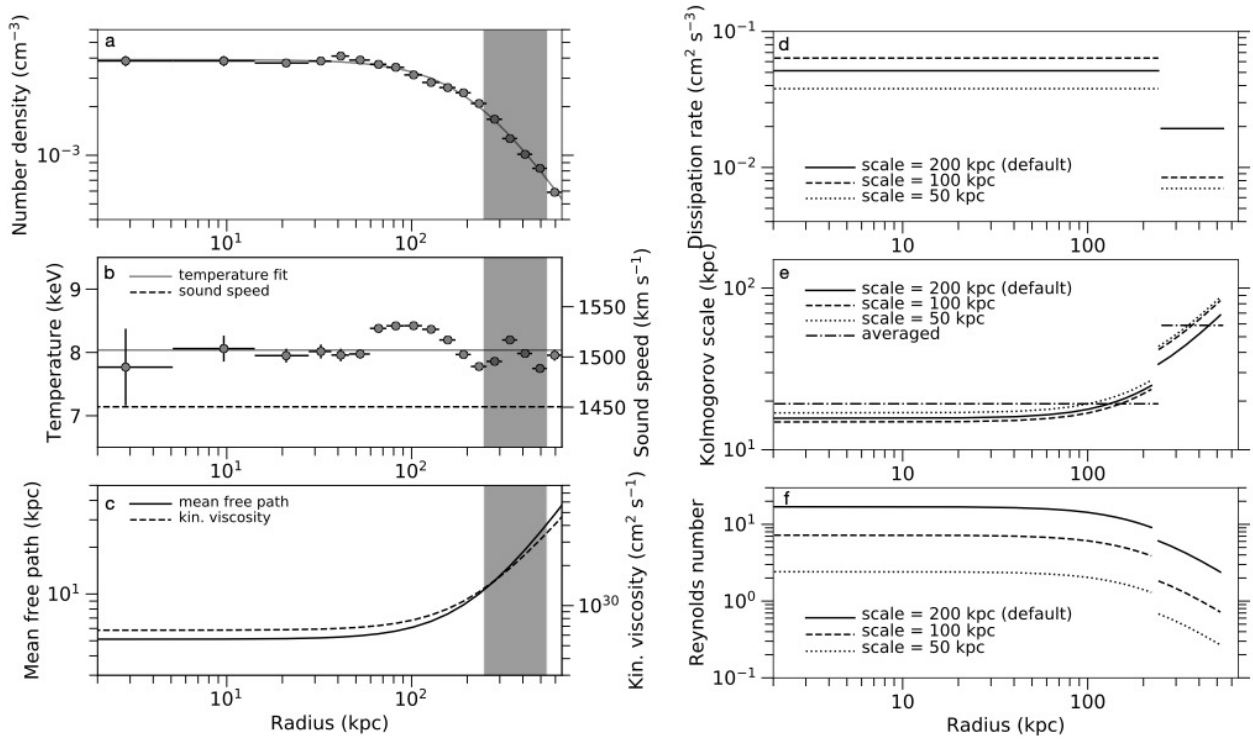 a
Number density (cm⁻³)
10⁻³
10¹
10²
b
temperature fit
sound speed
Temperature (keV)
9
8
7
Sound speed (km s⁻¹)
1550
1500
1450
10¹
10²
c
mean free path
kin. viscosity
Mean free path (kpc)
10¹
Kin. viscosity (cm² s⁻¹)
10³⁰
10¹
10²
Radius (kpc)
d
Dissipation rate (cm² s⁻³)
10⁻¹
10⁻²
scale = 200 kpc (default)
scale = 100 kpc
scale = 50 kpc
10
100
e
Kolmogorov scale (kpc)
10²
10¹
scale = 200 kpc (default)
scale = 100 kpc
scale = 50 kpc
averaged
10
100
f
Reynolds number
10¹
10⁰
10⁻¹
scale = 200 kpc (default)
scale = 100 kpc
scale = 50 kpc
10
100
Radius (kpc)